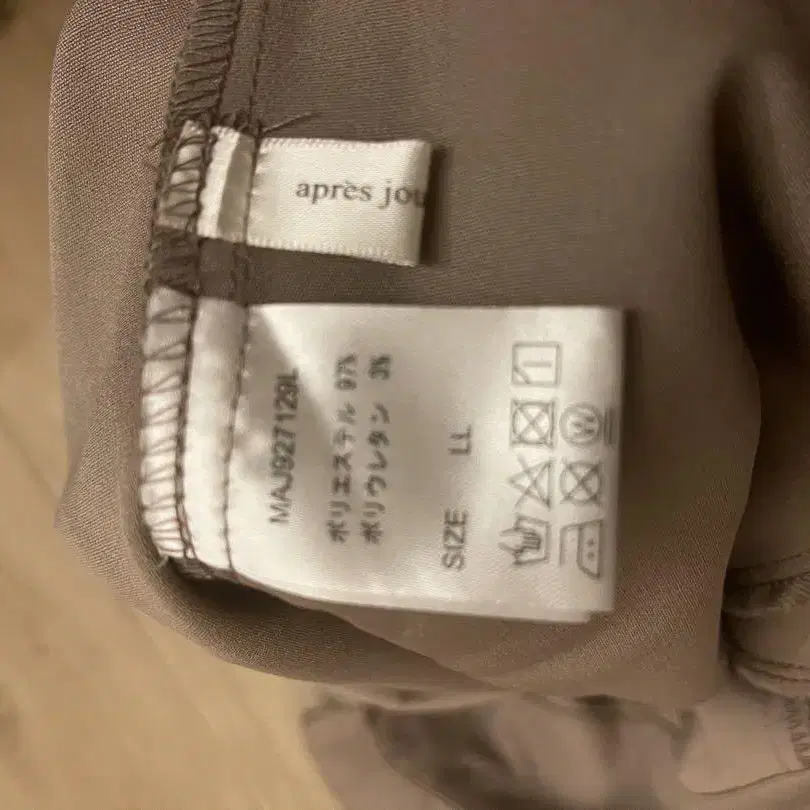 après jou
MAJ927129L
ポリエステル 97%
ポリウレタン 3%
SIZE LL
W